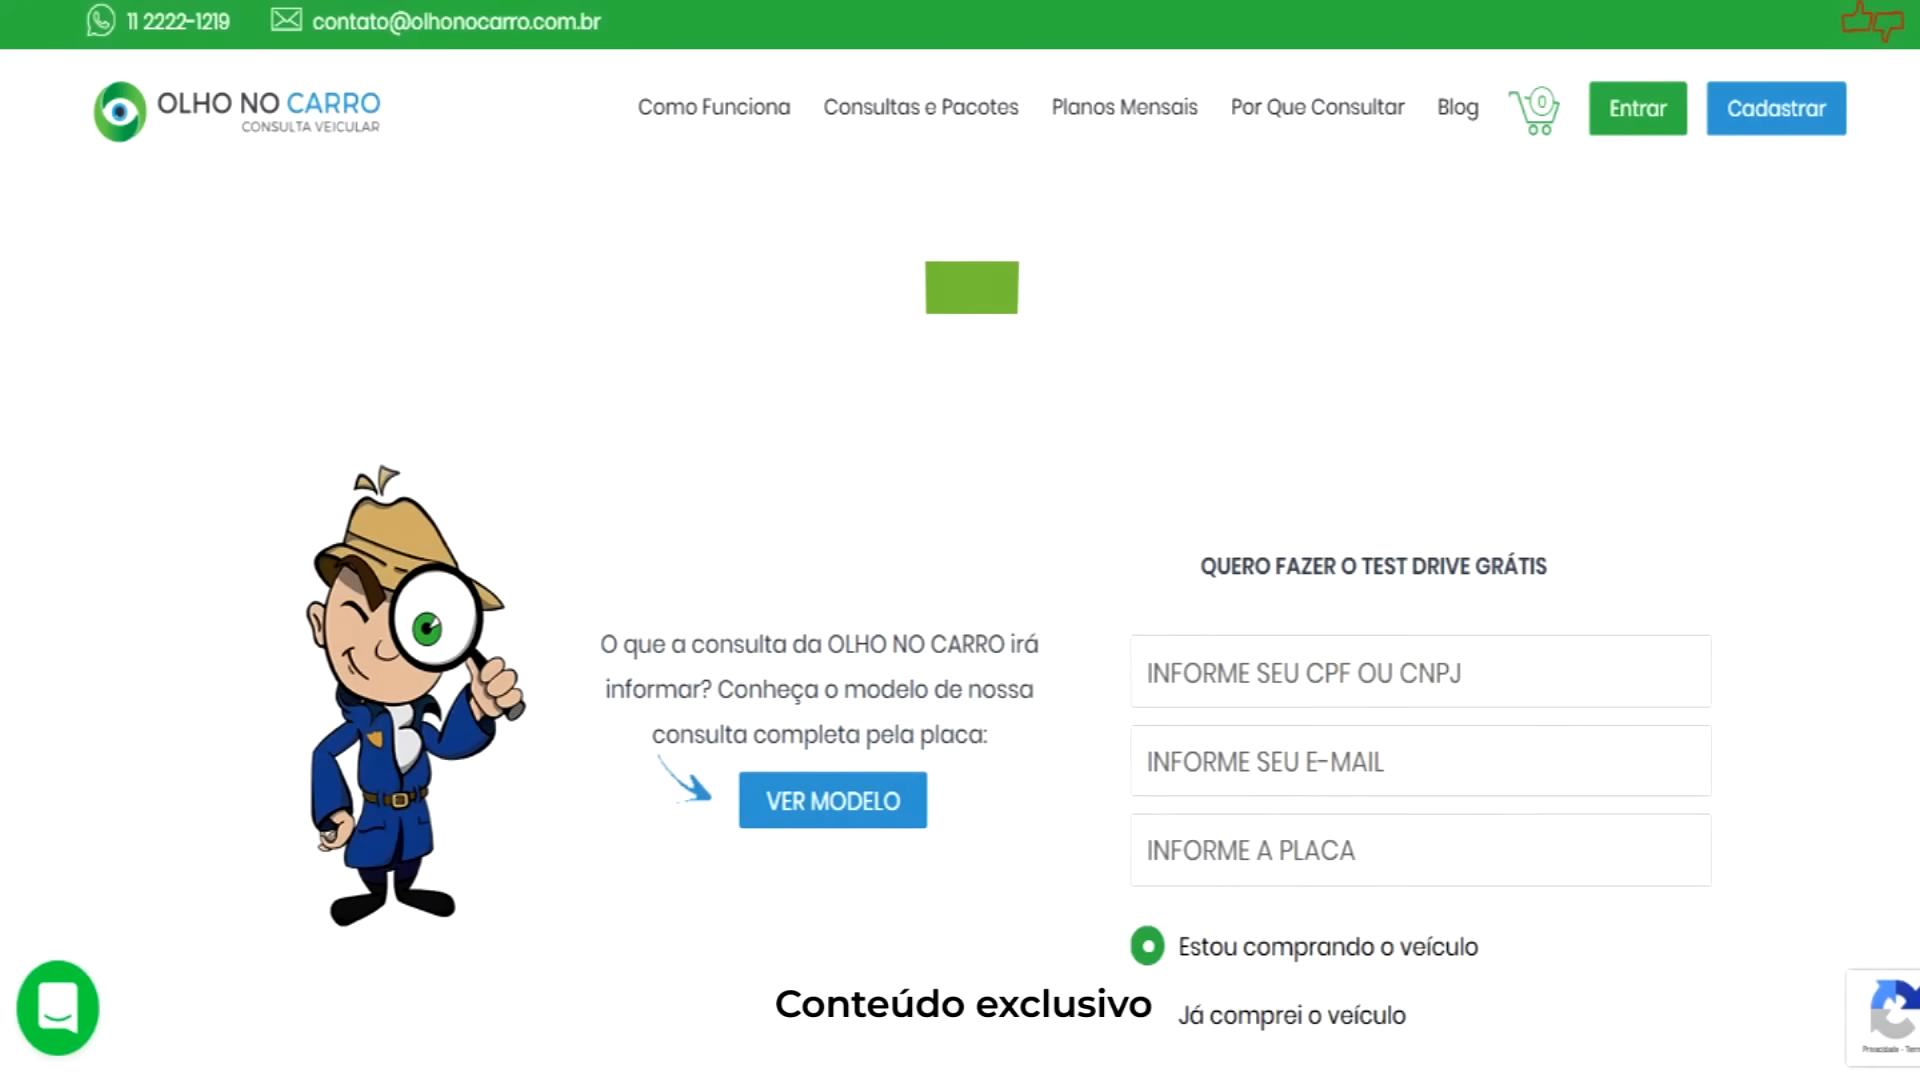 11 2222-1219
contato@olhonocarro.com.br
OLHO NO CARRO
CONSULTA VEICULAR
Como Funciona
Consultas e Pacotes
Planos Mensais
Por Que Consultar
Blog
0
Entrar
Cadastrar
O que a consulta da OLHO NO CARRO irá
informar? Conheça o modelo de nossa
consulta completa pela placa:
VER MODELO
QUERO FAZER O TEST DRIVE GRÁTIS
INFORME SEU CPF OU CNPJ
INFORME SEU E-MAIL
INFORME A PLACA
Estou comprando o veículo
Já comprei o veículo
Conteúdo exclusivo